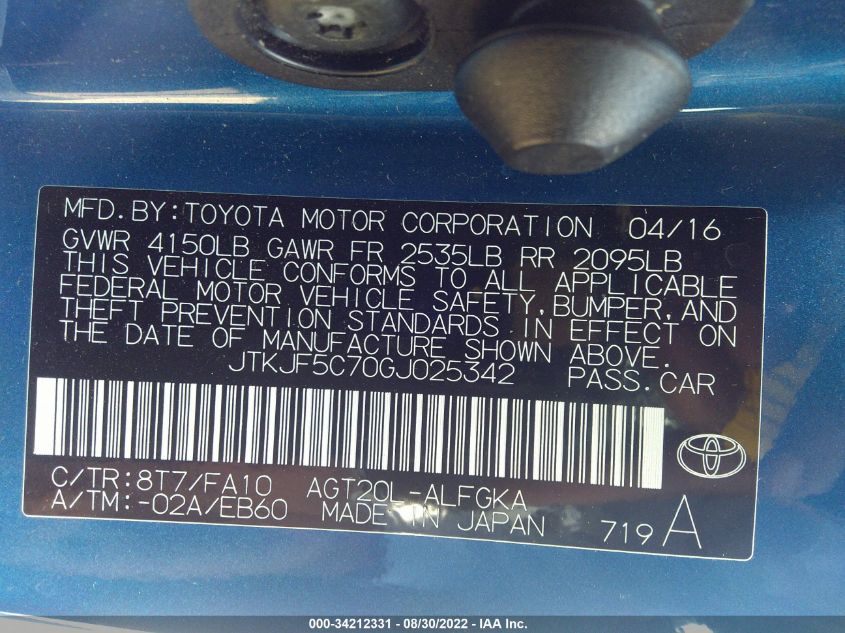 MFD.BY:TOYOTA MOTOR CORPORATION 04/16
GVWR 4150LB GAWR FR 2535LB RR 2095LB
THIS VEHICLE CONFORMS TO ALL APPLICABLE
FEDERAL MOTOR VEHICLE SAFETY,BUMPER,AND
THEFT PREVENTION STANDARDS IN EFFECT ON
THE DATE OF MANUFACTURE SHOWN ABOVE.
JTKJF5C70GJ025342 PASS.CAR
C/TR:8T7/FA10 AGT20L-ALFGKA
A/TM:-02A/EB60 MADE IN JAPAN 719A
000-34212331 - 08/30/2022 - IAA Inc.